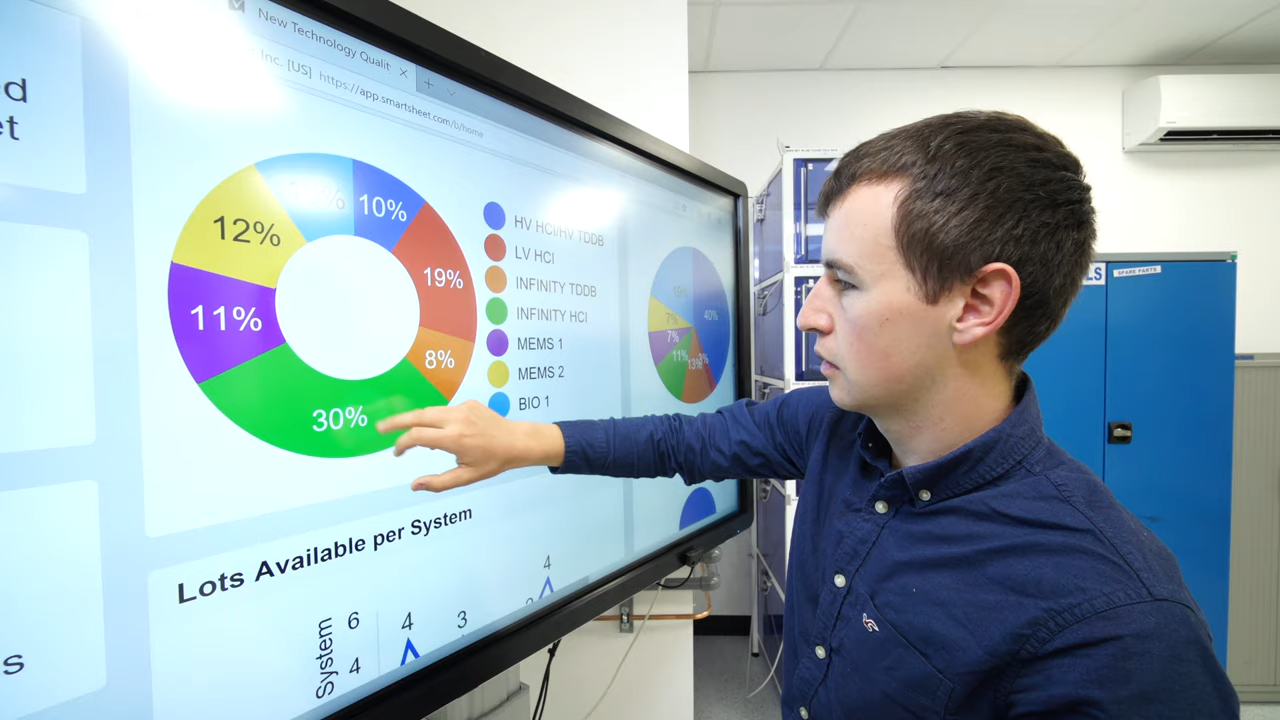 New Technology Qualit
Inc. [US] https://app.smartsheet.com/b/home
d
et
10%
19%
8%
30%
11%
12%
HV HCI/HV TDDB
LV HCI
INFINITY TDDB
INFINITY HCI
MEMS 1
MEMS 2
BIO 1
40%
13%
11%
7%
7%
19%
Lots Available per System
System
6
4
4
3
4
s
LS
SPARE PARTS